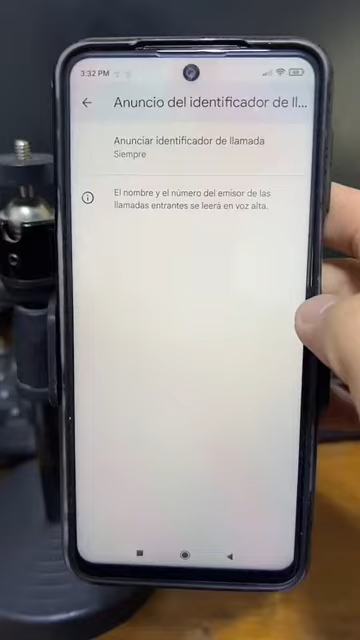 3:32 PM
Anuncio del identificador de ll...
Anunciar identificador de llamada
Siempre
El nombre y el número del emisor de las
llamadas entrantes se leerá en voz alta.